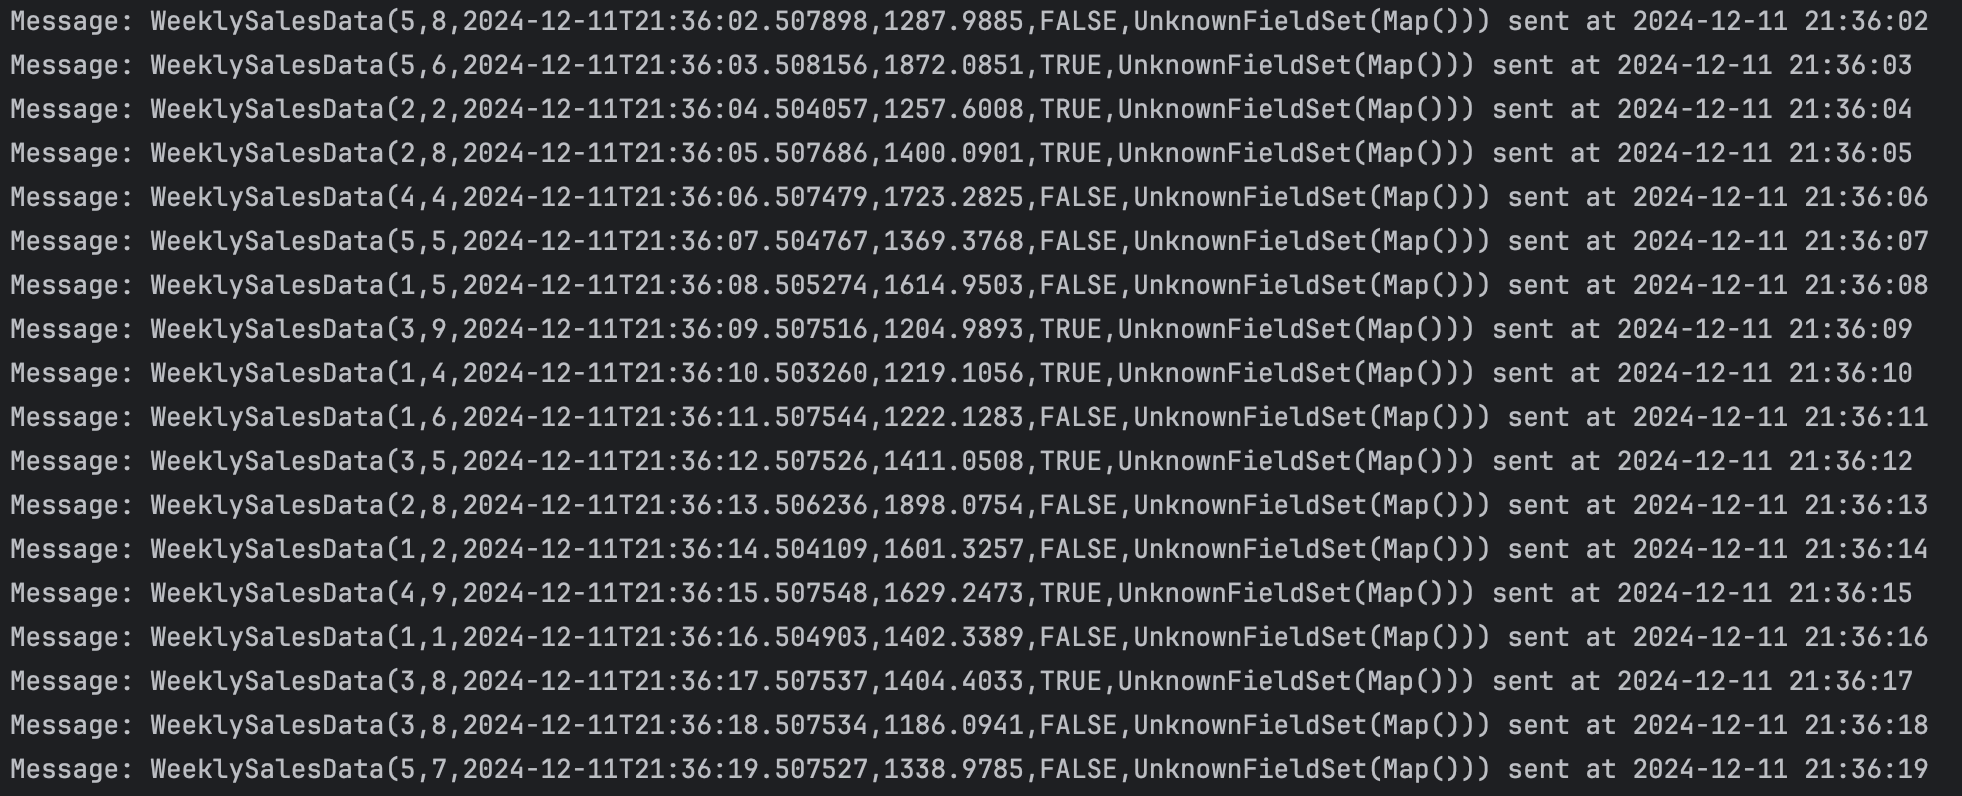 Message: WeeklySalesData(5,8,2024-12-11T21:36:02.507898,1287.9885,FALSE,UnknownFieldSet(Map())) sent at 2024-12-11 21:36:02
Message: WeeklySalesData(5,6,2024-12-11T21:36:03.508156,1872.0851,TRUE,UnknownFieldSet(Map())) sent at 2024-12-11 21:36:03
Message: WeeklySalesData(2,2,2024-12-11T21:36:04.504057,1257.6008,TRUE,UnknownFieldSet(Map())) sent at 2024-12-11 21:36:04
Message: WeeklySalesData(2,8,2024-12-11T21:36:05.507686,1400.0901,TRUE,UnknownFieldSet(Map())) sent at 2024-12-11 21:36:05
Message: WeeklySalesData(4,4,2024-12-11T21:36:06.507479,1723.2825,FALSE,UnknownFieldSet(Map())) sent at 2024-12-11 21:36:06
Message: WeeklySalesData(5,5,2024-12-11T21:36:07.504767,1369.3768,FALSE,UnknownFieldSet(Map())) sent at 2024-12-11 21:36:07
Message: WeeklySalesData(1,5,2024-12-11T21:36:08.505274,1614.9503,FALSE,UnknownFieldSet(Map())) sent at 2024-12-11 21:36:08
Message: WeeklySalesData(3,9,2024-12-11T21:36:09.507516,1204.9893,TRUE,UnknownFieldSet(Map())) sent at 2024-12-11 21:36:09
Message: WeeklySalesData(1,4,2024-12-11T21:36:10.503260,1219.1056,TRUE,UnknownFieldSet(Map())) sent at 2024-12-11 21:36:10
Message: WeeklySalesData(1,6,2024-12-11T21:36:11.507544,1222.1283,FALSE,UnknownFieldSet(Map())) sent at 2024-12-11 21:36:11
Message: WeeklySalesData(3,5,2024-12-11T21:36:12.507526,1411.0508,TRUE,UnknownFieldSet(Map())) sent at 2024-12-11 21:36:12
Message: WeeklySalesData(2,8,2024-12-11T21:36:13.506236,1898.0754,FALSE,UnknownFieldSet(Map())) sent at 2024-12-11 21:36:13
Message: WeeklySalesData(1,2,2024-12-11T21:36:14.504109,1601.3257,FALSE,UnknownFieldSet(Map())) sent at 2024-12-11 21:36:14
Message: WeeklySalesData(4,9,2024-12-11T21:36:15.507548,1629.2473,TRUE,UnknownFieldSet(Map())) sent at 2024-12-11 21:36:15
Message: WeeklySalesData(1,1,2024-12-11T21:36:16.504903,1402.3389,FALSE,UnknownFieldSet(Map())) sent at 2024-12-11 21:36:16
Message: WeeklySalesData(3,8,2024-12-11T21:36:17.507537,1404.4033,TRUE,UnknownFieldSet(Map())) sent at 2024-12-11 21:36:17
Message: WeeklySalesData(3,8,2024-12-11T21:36:18.507534,1186.0941,FALSE,UnknownFieldSet(Map())) sent at 2024-12-11 21:36:18
Message: WeeklySalesData(5,7,2024-12-11T21:36:19.507527,1338.9785,FALSE,UnknownFieldSet(Map())) sent at 2024-12-11 21:36:19